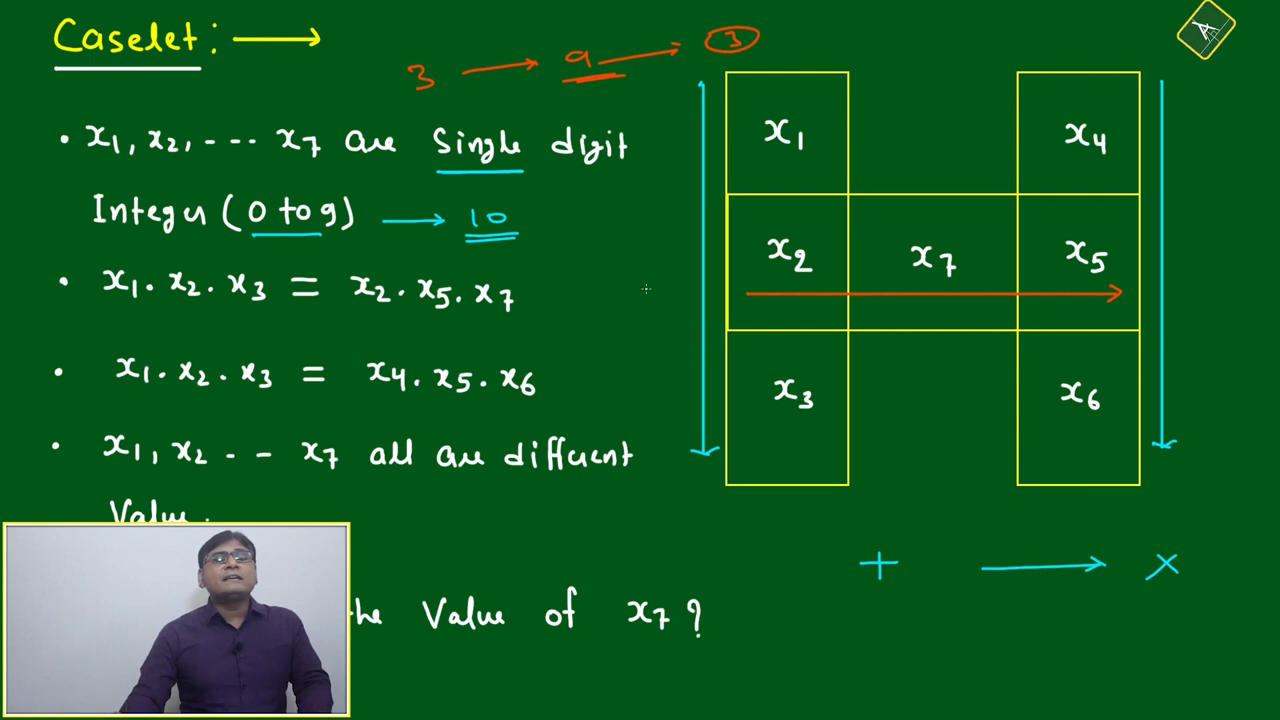 Caselet:
3 → 9 → 3
• x1, x2, --- x7 are single digit
Integer (0 to 9) → 10
• x1 . x2 . x3 = x2 . x5 . x7
• x1 . x2 . x3 = x4 . x5 . x6
• x1, x2 - - x7 all are different
Value.
the Value of x7 ?
x1 x4
x2 x7 x5
x3 x6
+ → ×